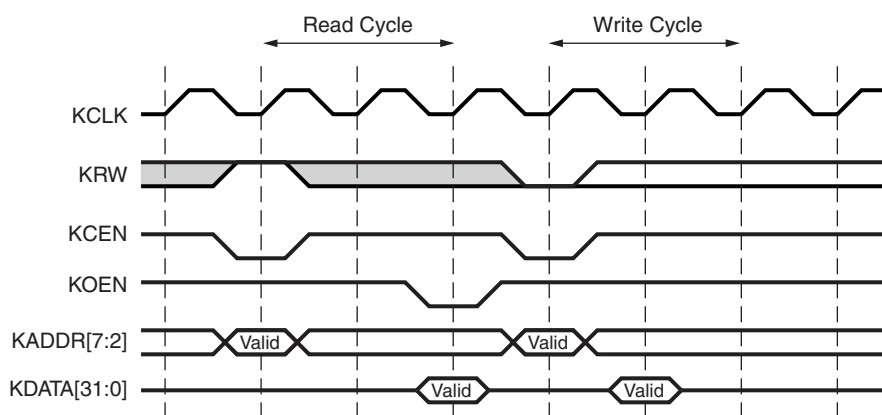 Read Cycle Write Cycle
KCLK
KRW
KCEN
KOEN
KADDR[7:2] Valid Valid
KDATA[31:0] Valid Valid